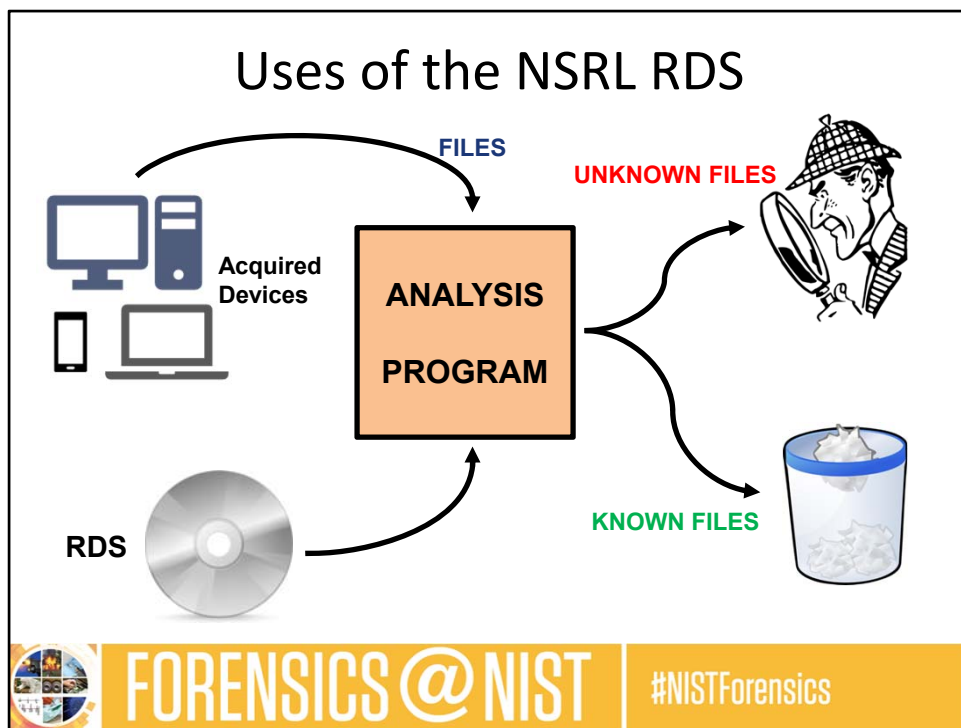 Uses of the NSRL RDS
FILES
UNKNOWN FILES
Acquired
Devices
ANALYSIS
PROGRAM
RDS
KNOWN FILES
FORENSICS@NIST
#NISTForensics